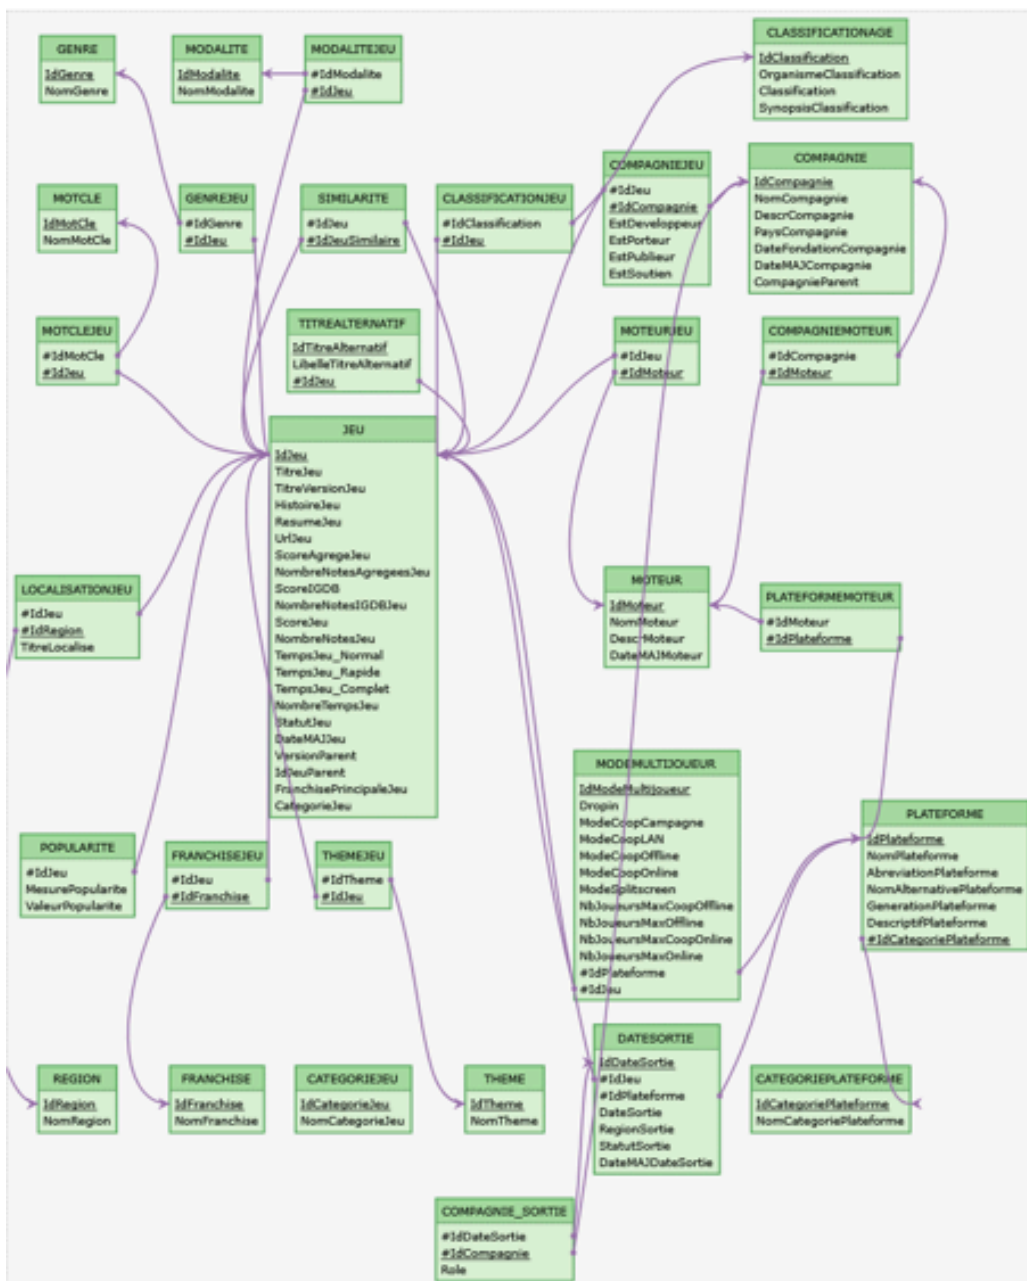 GENRE
IdGenre
NomGenre
MODALITE
IdModalite
NomModalite
MODALITEJEU
#IdModalite
#IdJeu
CLASSIFICATIONAGE
IdClassification
OrganismeClassification
Classification
SynopsisClassification
MOTCLE
IdMotCle
NomMotCle
GENREJEU
#IdGenre
#IdJeu
SIMILARITE
#IdJeu
#IdJeuSimilaire
CLASSIFICATIONJEU
#IdClassification
#IdJeu
COMPAGNIEJEU
#IdJeu
#IdCompagnie
EstDeveloppeur
EstPorteur
EstPublieur
EstSoutien
COMPAGNIE
IdCompagnie
NomCompagnie
DescrCompagnie
PaysCompagnie
DateFondationCompagnie
DateMAJCompagnie
CompagnieParent
MOTCLEJEU
#IdMotCle
#IdJeu
TITREALTERNATIF
IdTitreAlternatif
LibelleTitreAlternatif
#IdJeu
MOTEURJEU
#IdJeu
#IdMoteur
COMPAGNIEMOTEUR
#IdCompagnie
#IdMoteur
JEU
IdJeu
TitreJeu
TitreVersionJeu
HistoireJeu
ResumeJeu
UrlJeu
ScoreAgregeJeu
NombreNotesAgregeesJeu
ScoreIGDB
NombreNotesIGDBJeu
ScoreJeu
NombreNotesJeu
TempsJeu_Normal
TempsJeu_Rapide
TempsJeu_Complet
NombreTempsJeu
StatutJeu
DateMAJJeu
VersionParent
IdJeuParent
FranchisePrincipaleJeu
CategorieJeu
LOCALISATIONJEU
#IdJeu
#IdRegion
TitreLocalise
MOTEUR
IdMoteur
NomMoteur
DescrMoteur
DateMAJMoteur
PLATEFORMEMOTEUR
#IdMoteur
#IdPlateforme
MODEMULTIJOUEUR
IdModeMultijoueur
Dropin
ModeCoopCampagne
ModeCoopLAN
ModeCoopOffline
ModeCoopOnline
ModeSplitscreen
NbJoueursMaxCoopOffline
NbJoueursMaxOffline
NbJoueursMaxCoopOnline
NbJoueursMaxOnline
#IdPlateforme
#IdJeu
PLATEFORME
IdPlateforme
NomPlateforme
AbreviationPlateforme
NomAlternativePlateforme
GenerationPlateforme
DescriptifPlateforme
#IdCategoriePlateforme
POPULARITE
#IdJeu
MesurePopularite
ValeurPopularite
FRANCHISEJEU
#IdJeu
#IdFranchise
THEMEJEU
#IdTheme
#IdJeu
REGION
IdRegion
NomRegion
FRANCHISE
IdFranchise
NomFranchise
CATEGORIEJEU
IdCategorieJeu
NomCategorieJeu
THEME
IdTheme
NomTheme
DATESORTIE
IdDateSortie
#IdJeu
#IdPlateforme
DateSortie
RegionSortie
StatutSortie
DateMAJDateSortie
CATEGORIEPLATEFORME
IdCategoriePlateforme
NomCategoriePlateforme
COMPAGNIE_SORTIE
#IdDateSortie
#IdCompagnie
Role